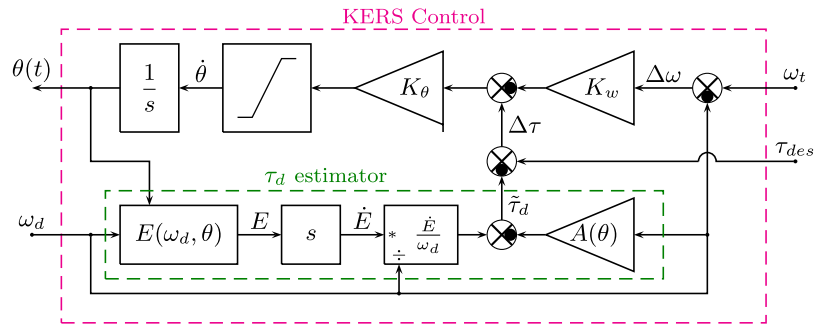 KERS Control
θ(t)
1/s
θ̇
K_θ
K_w
Δω
ω_t
Δτ
τ_des
τ_d estimator
τ̃_d
ω_d
E(ω_d, θ)
E
s
Ė
* Ė/ω_d
÷
A(θ)